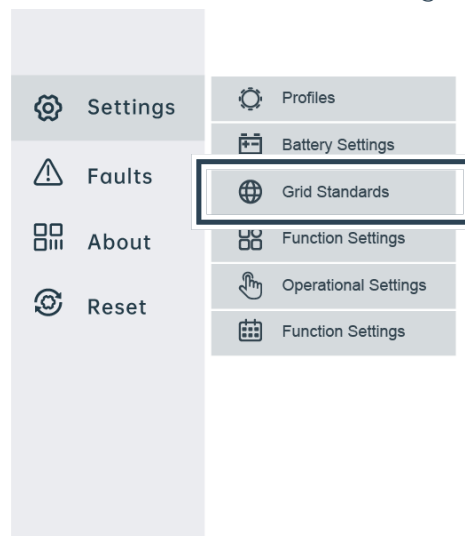 Settings
Faults
About
Reset
Profiles
Battery Settings
Grid Standards
Function Settings
Operational Settings
Function Settings